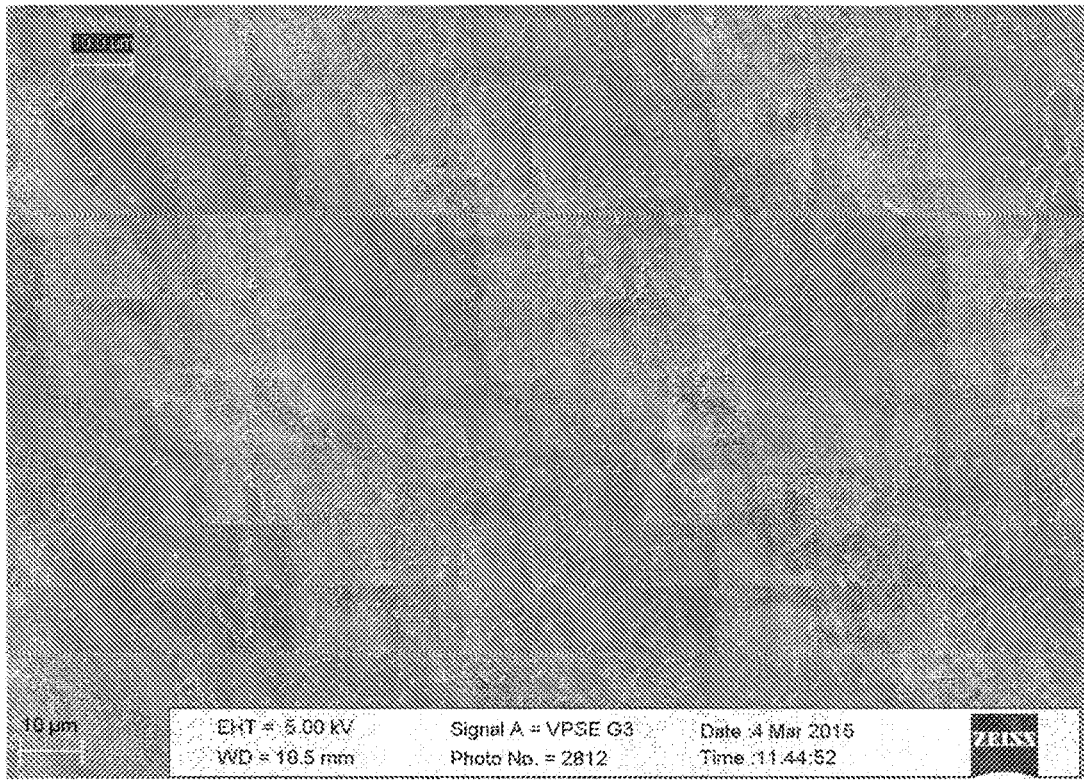 10 µm
EHT = 5.00 kV
WD = 18.5 mm
Signal A = VPSE G3
Photo No. = 2812
Date :4 Mar 2015
Time :11:44:52
ZEISS